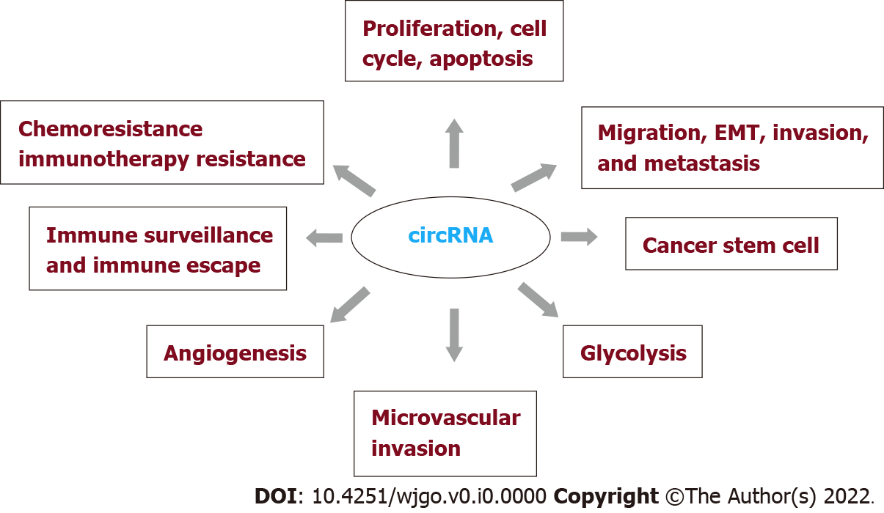 Proliferation, cell
cycle, apoptosis
Chemoresistance
immunotherapy resistance
Migration, EMT, invasion,
and metastasis
Immune surveillance
and immune escape
circRNA
Cancer stem cell
Angiogenesis
Glycolysis
Microvascular
invasion
DOI: 10.4251/wjgo.v0.i0.0000 Copyright ©The Author(s) 2022.